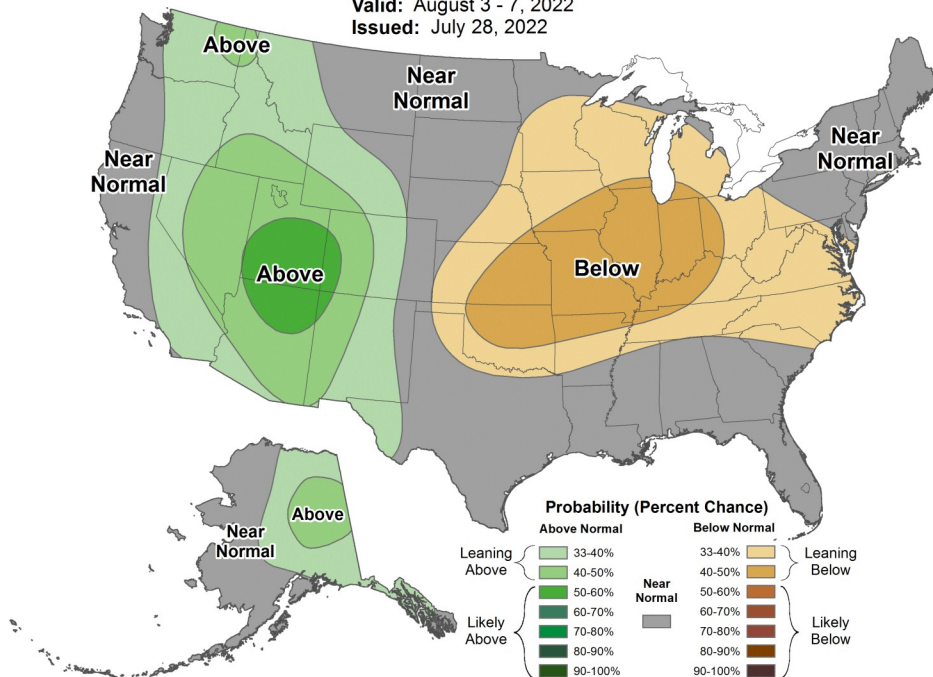 Valid: August 3 - 7, 2022
Issued: July 28, 2022
Above
Near
Normal
Near
Normal
Near
Normal
Above
Below
Above
Near
Normal
Probability (Percent Chance)
Above Normal
Below Normal
Leaning
Above
33-40%
40-50%
Likely
Above
50-60%
60-70%
70-80%
80-90%
90-100%
Near
Normal
33-40%
40-50%
Leaning
Below
50-60%
60-70%
70-80%
80-90%
90-100%
Likely
Below